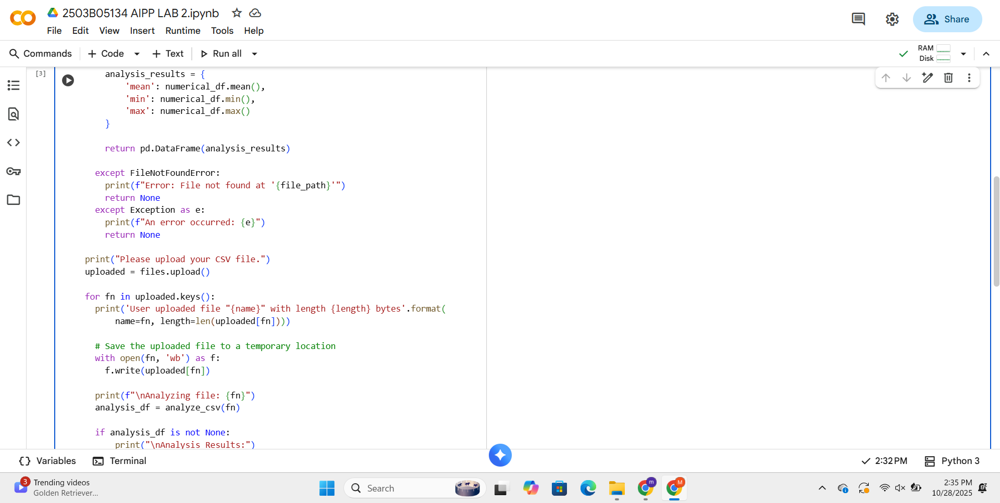 2503B05134 AIPP LAB 2.ipynb
File Edit View Insert Runtime Tools Help
Share
Commands + Code + Text Run all
RAM
Disk
[3]
analysis_results = {
'mean': numerical_df.mean(),
'min': numerical_df.min(),
'max': numerical_df.max()
}
return pd.DataFrame(analysis_results)
except FileNotFoundError:
print(f"Error: File not found at '{file_path}'")
return None
except Exception as e:
print(f"An error occurred: {e}")
return None
print("Please upload your CSV file.")
uploaded = files.upload()
for fn in uploaded.keys():
print('User uploaded file "{name}" with length {length} bytes'.format(
name=fn, length=len(uploaded[fn])))
# Save the uploaded file to a temporary location
with open(fn, 'wb') as f:
f.write(uploaded[fn])
print(f"\nAnalyzing file: {fn}")
analysis_df = analyze_csv(fn)
if analysis_df is not None:
print("\nAnalysis Results:")
Variables Terminal
2:32 PM Python 3
3
Trending videos
Golden Retriever...
Search
m
M
2:35 PM
10/28/2025